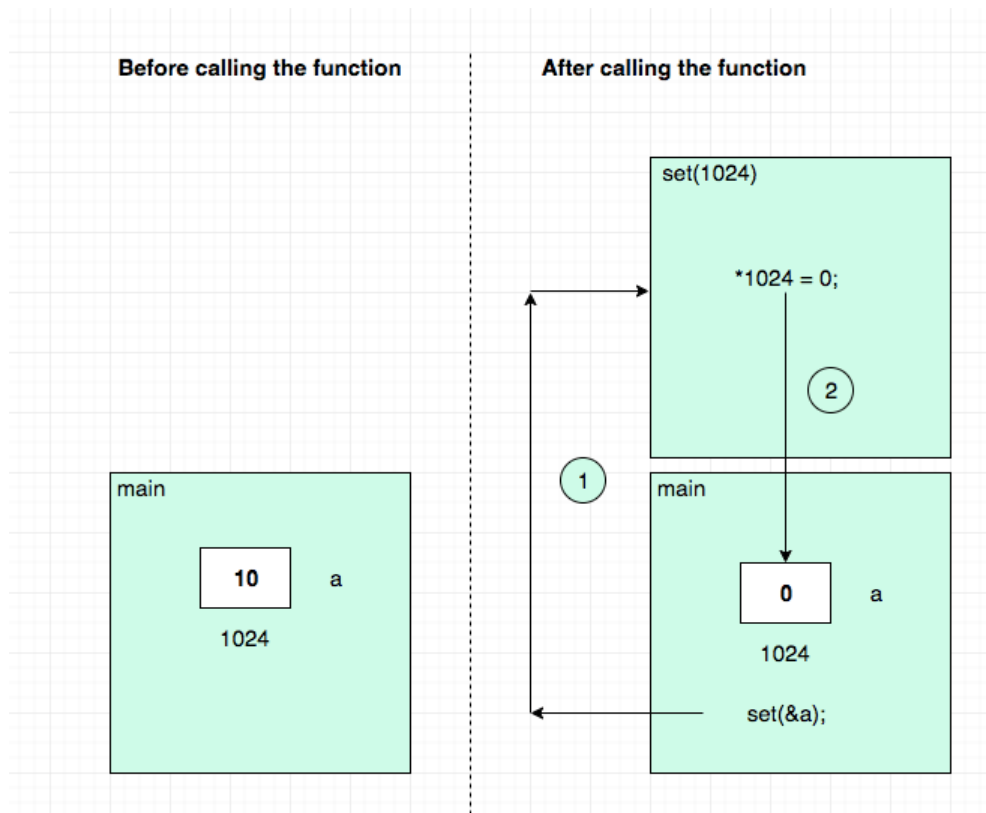 Before calling the function
After calling the function
main
10
a
1024
set(1024)
*1024 = 0;
2
1
main
0
a
1024
set(&a);